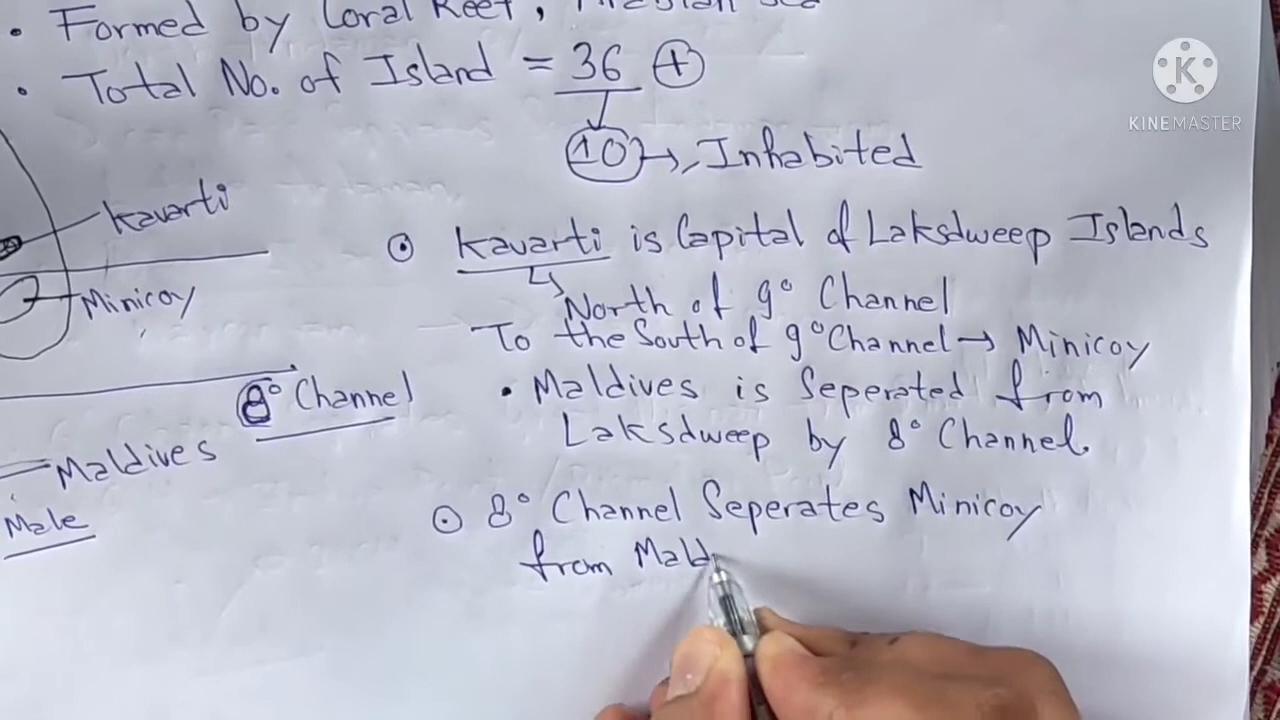 • Formed by Coral Reef, Arabian Sea
• Total No. of Island = 36 +
10 → Inhabited
Kavarti
Minicoy
8° Channel
Maldives
Male
⊙ Kavarti is Capital of Laksdweep Islands
↳ North of 9° Channel
To the South of 9° Channel → Minicoy
• Maldives is Seperated from
Laksdweep by 8° Channel.
⊙ 8° Channel Seperates Minicoy
from Mald
KINEMASTER